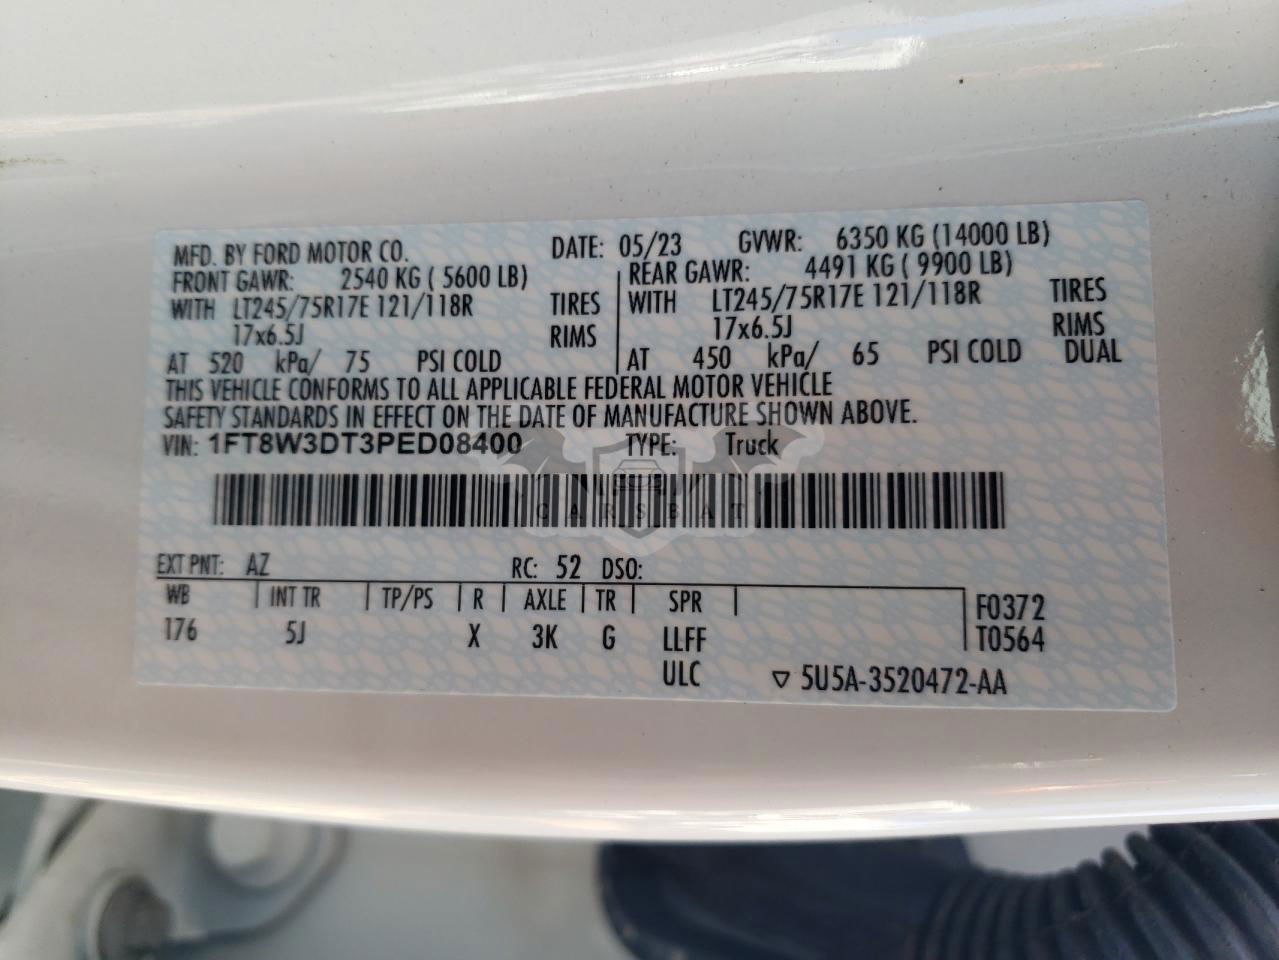 MFD. BY FORD MOTOR CO. DATE: 05/23 GVWR: 6350 KG (14000 LB)
FRONT GAWR: 2540 KG ( 5600 LB) REAR GAWR: 4491 KG ( 9900 LB)
WITH LT245/75R17E 121/118R TIRES WITH LT245/75R17E 121/118R TIRES
17x6.5J RIMS 17x6.5J RIMS
AT 520 kPa/ 75 PSI COLD AT 450 kPa/ 65 PSI COLD DUAL
THIS VEHICLE CONFORMS TO ALL APPLICABLE FEDERAL MOTOR VEHICLE
SAFETY STANDARDS IN EFFECT ON THE DATE OF MANUFACTURE SHOWN ABOVE.
VIN: 1FT8W3DT3PED08400 TYPE: Truck
CARSBAT
EXT PNT: AZ RC: 52 DSO:
WB INT TR TP/PS R AXLE TR SPR F0372
176 5J X 3K G LLFF T0564
ULC ▽ 5U5A-3520472-AA